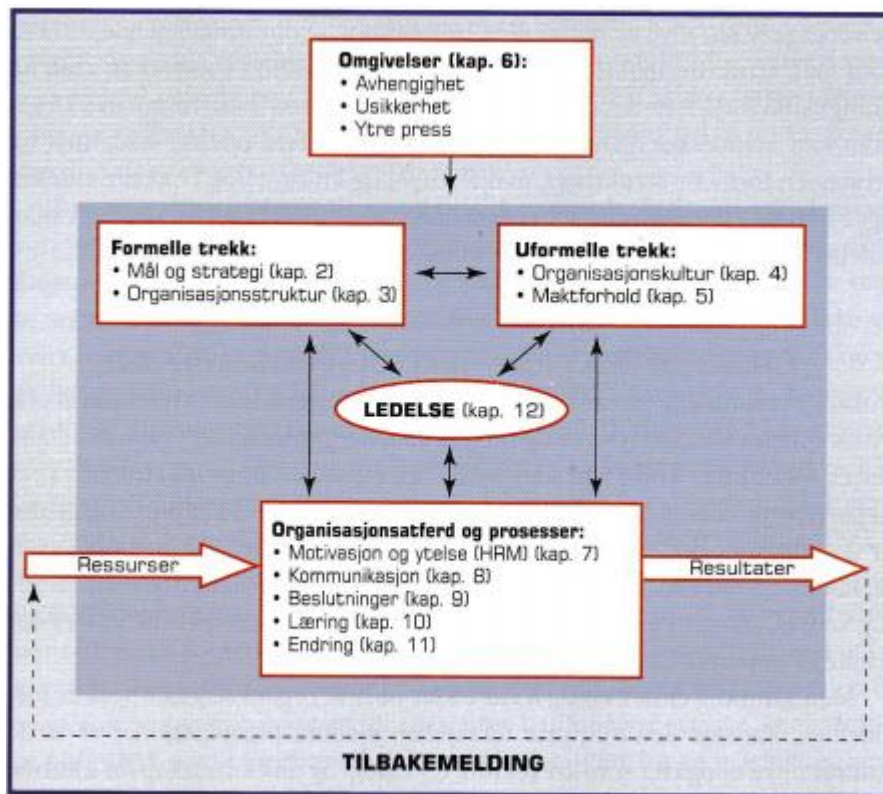 Omgivelser (kap. 6):
• Avhengighet
• Usikkerhet
• Ytre press
Formelle trekk:
• Mål og strategi (kap. 2)
• Organisasjonsstruktur (kap. 3)
Uformelle trekk:
• Organisasjonskultur (kap. 4)
• Maktforhold (kap. 5)
LEDELSE (kap. 12)
Organisasjonsatferd og prosesser:
• Motivasjon og ytelse (HRM) (kap. 7)
• Kommunikasjon (kap. 8)
• Beslutninger (kap. 9)
• Læring (kap. 10)
• Endring (kap. 11)
Ressurser
Resultater
TILBAKEMELDING